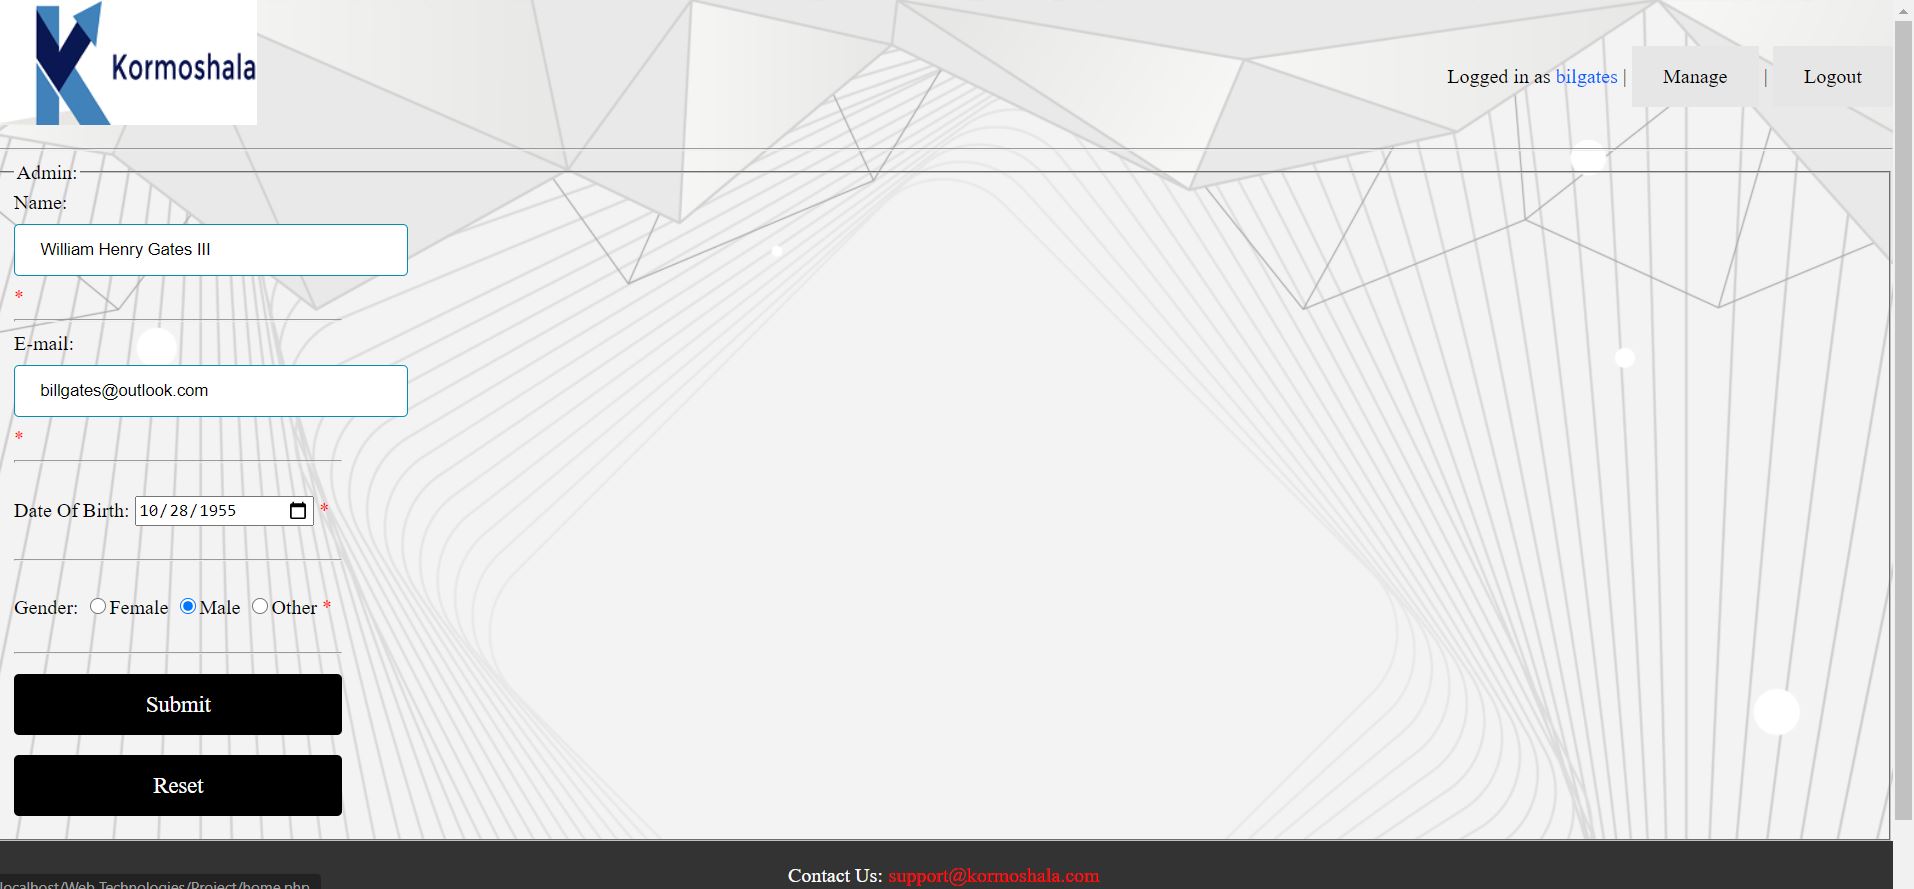 Kormoshala
Logged in as bilgates | Manage | Logout
Admin:
Name:
William Henry Gates III
*
E-mail:
billgates@outlook.com
*
Date Of Birth: 10/28/1955 *
Gender: Female Male Other *
Submit
Reset
Contact Us: support@kormoshala.com
localhost/Web Technologies/Project/home.php